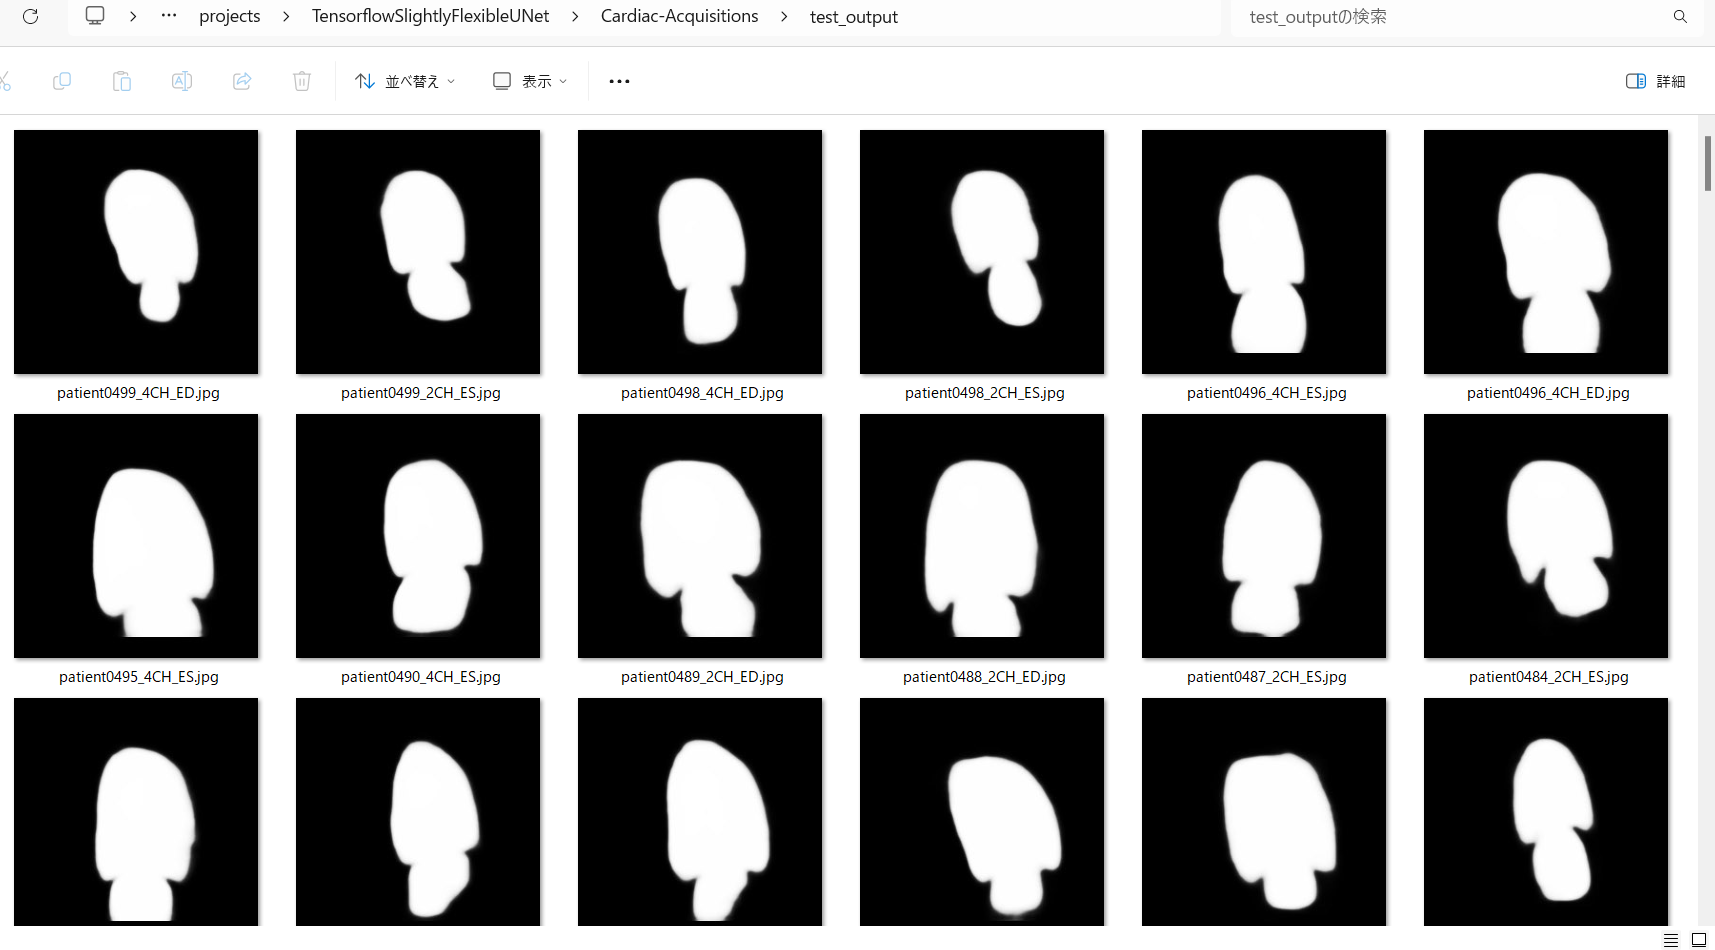 … projects TensorflowSlightlyFlexibleUNet Cardiac-Acquisitions test_output test_outputの検索
並べ替え 表示 … 詳細
patient0499_4CH_ED.jpg patient0499_2CH_ES.jpg patient0498_4CH_ED.jpg patient0498_2CH_ES.jpg patient0496_4CH_ES.jpg patient0496_4CH_ED.jpg
patient0495_4CH_ES.jpg patient0490_4CH_ES.jpg patient0489_2CH_ED.jpg patient0488_2CH_ED.jpg patient0487_2CH_ES.jpg patient0484_2CH_ES.jpg